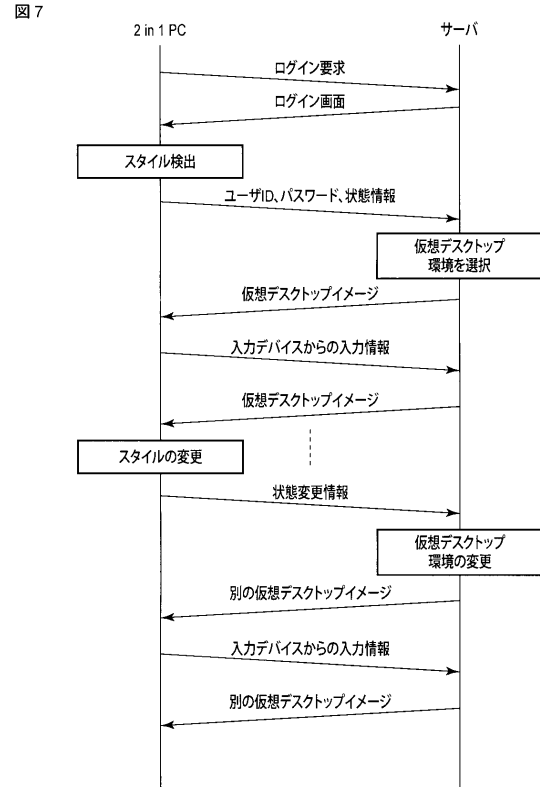 図7
2 in 1 PC
サーバ
ログイン要求
ログイン画面
スタイル検出
ユーザID、パスワード、状態情報
仮想デスクトップ
環境を選択
仮想デスクトップイメージ
入力デバイスからの入力情報
仮想デスクトップイメージ
スタイルの変更
状態変更情報
仮想デスクトップ
環境の変更
別の仮想デスクトップイメージ
入力デバイスからの入力情報
別の仮想デスクトップイメージ